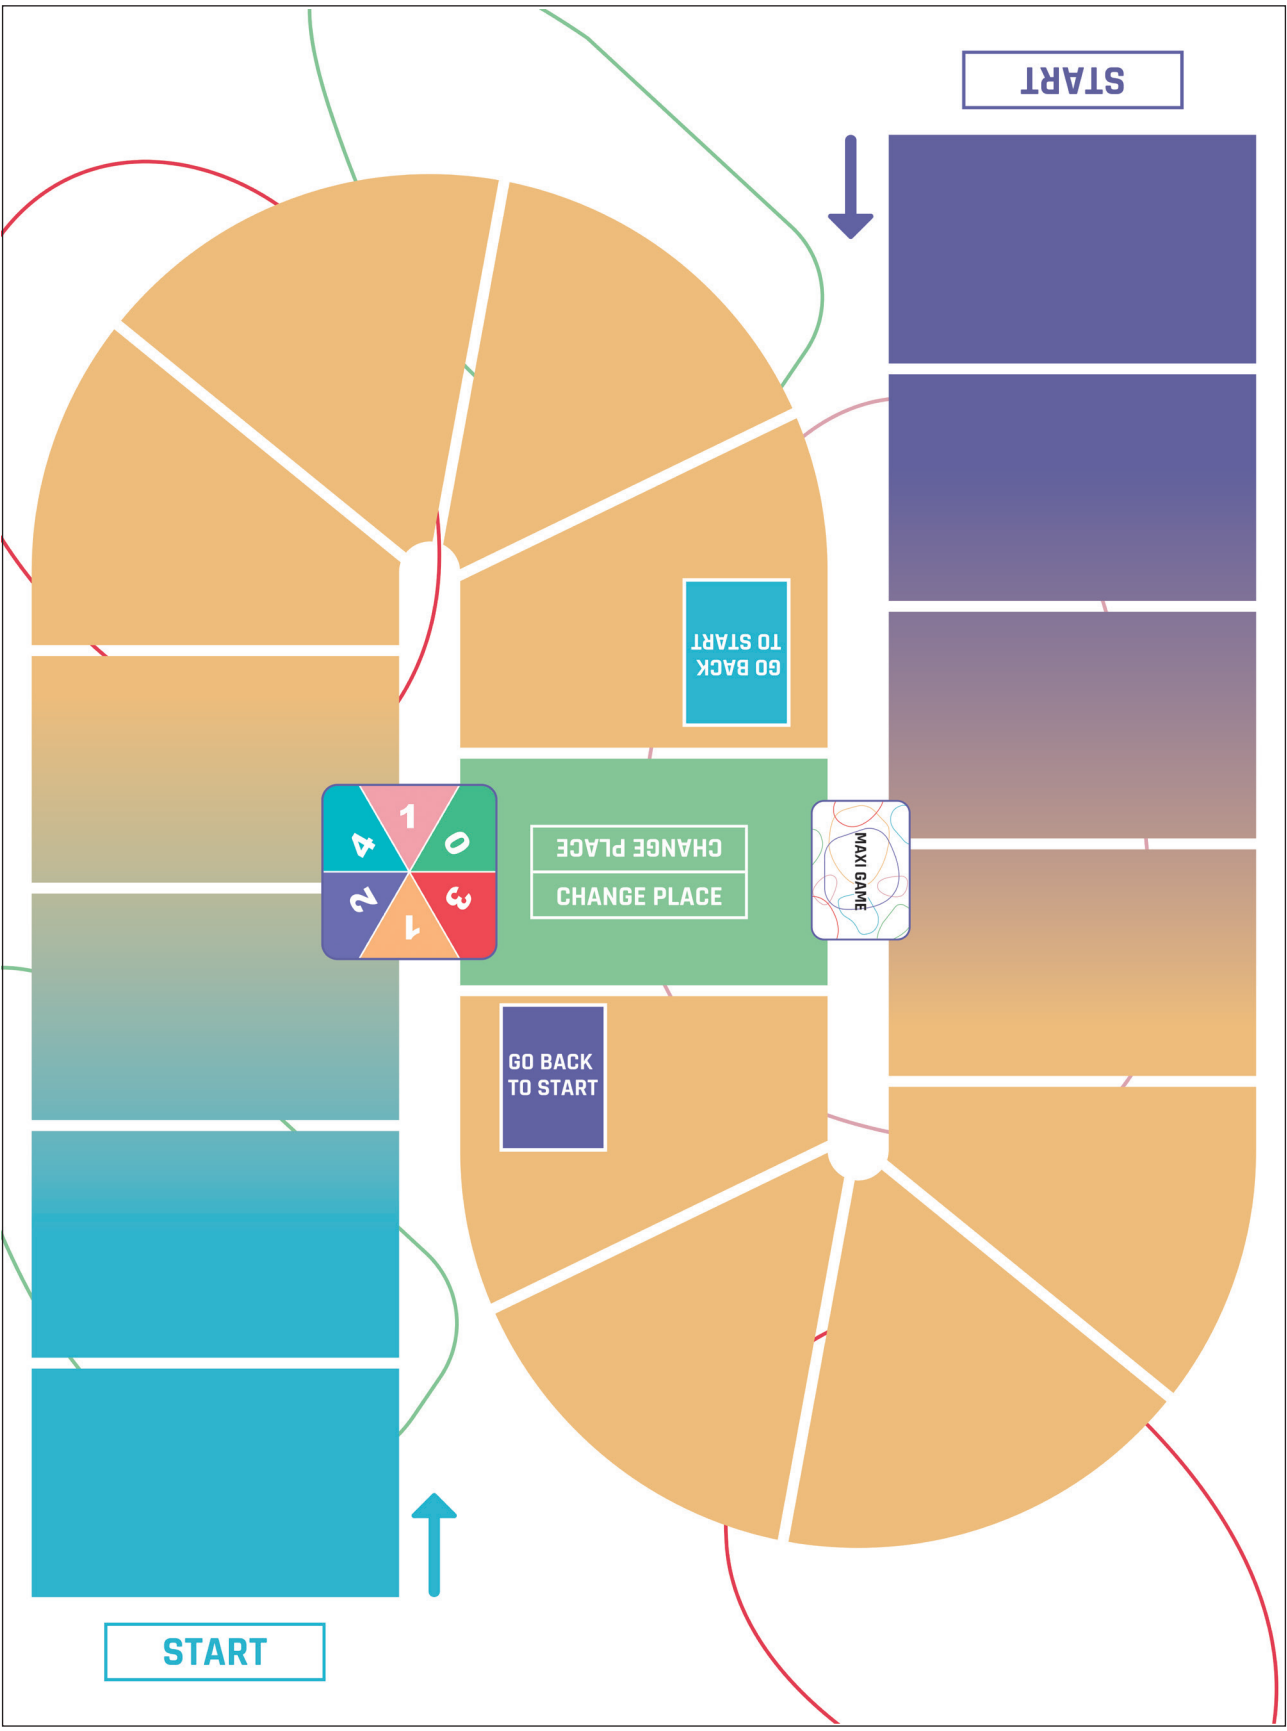 START
GO BACK
TO START
1
4
0
2
3
1
CHANGE PLACE
CHANGE PLACE
MAXI GAME
GO BACK
TO START
START